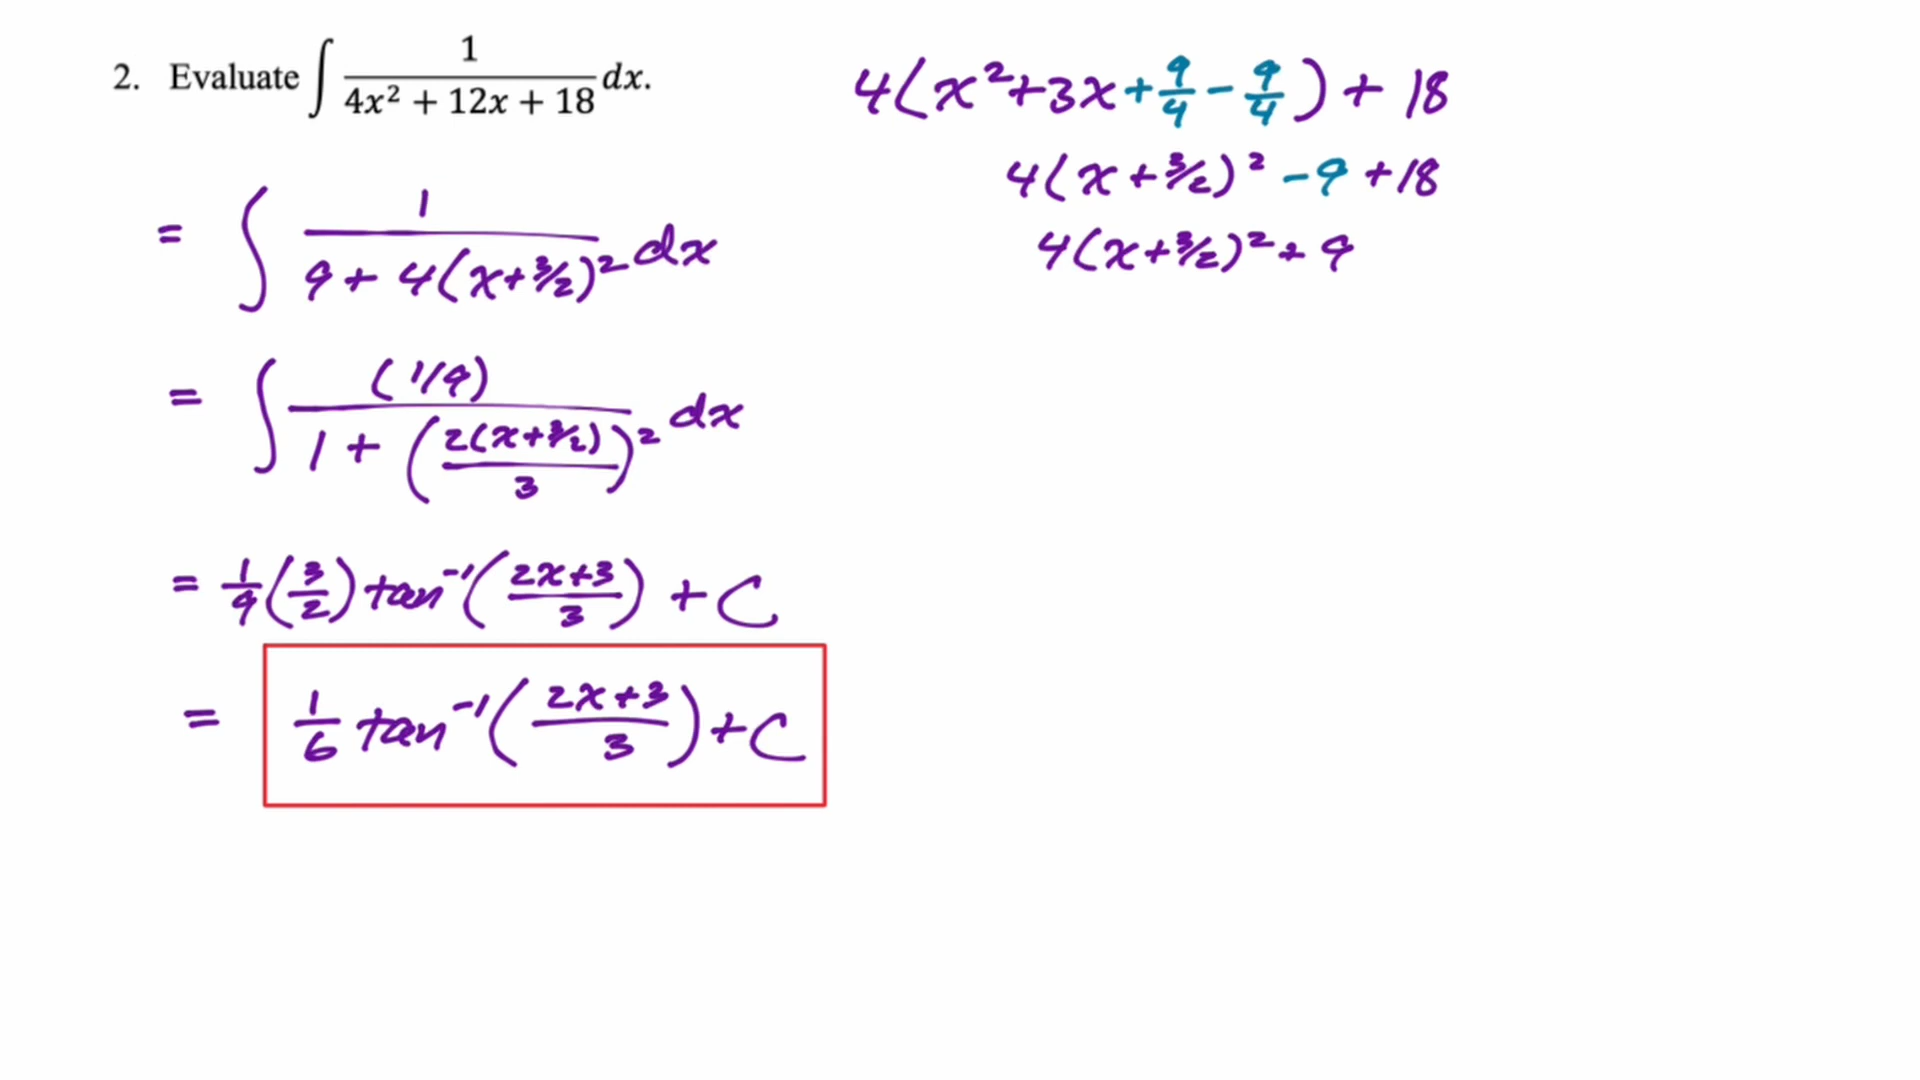 2. Evaluate ∫ 1/(4x² + 12x + 18) dx.
4(x² + 3x + 9/4 - 9/4) + 18
4(x + 3/2)² - 9 + 18
4(x + 3/2)² + 9
= ∫ 1/(9 + 4(x + 3/2)²) dx
= ∫ (1/9)/(1 + (2(x + 3/2)/3)²) dx
= 1/9 (3/2) tan⁻¹((2x + 3)/3) + C
= 1/6 tan⁻¹((2x + 3)/3) + C